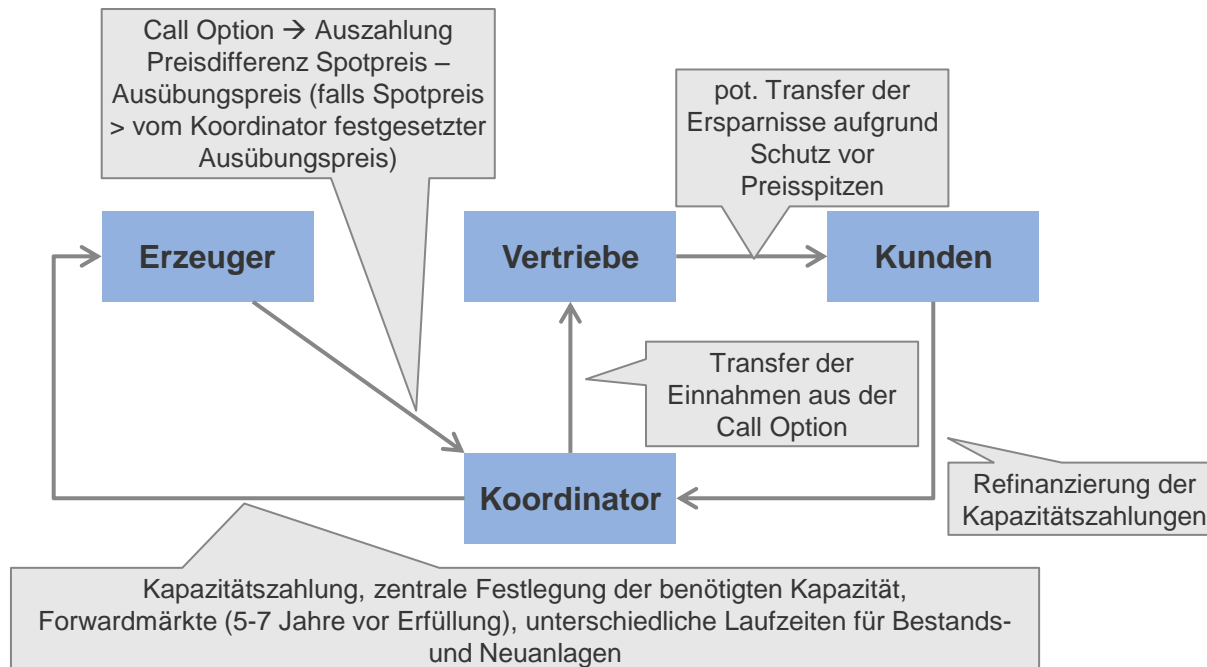 Call Option → Auszahlung
Preisdifferenz Spotpreis –
Ausübungspreis (falls Spotpreis
> vom Koordinator festgesetzter
Ausübungspreis)
pot. Transfer der
Ersparnisse aufgrund
Schutz vor
Preisspitzen
Erzeuger
Vertriebe
Kunden
Transfer der
Einnahmen aus der
Call Option
Koordinator
Refinanzierung der
Kapazitätszahlungen
Kapazitätszahlung, zentrale Festlegung der benötigten Kapazität,
Forwardmärkte (5-7 Jahre vor Erfüllung), unterschiedliche Laufzeiten für Bestands-
und Neuanlagen